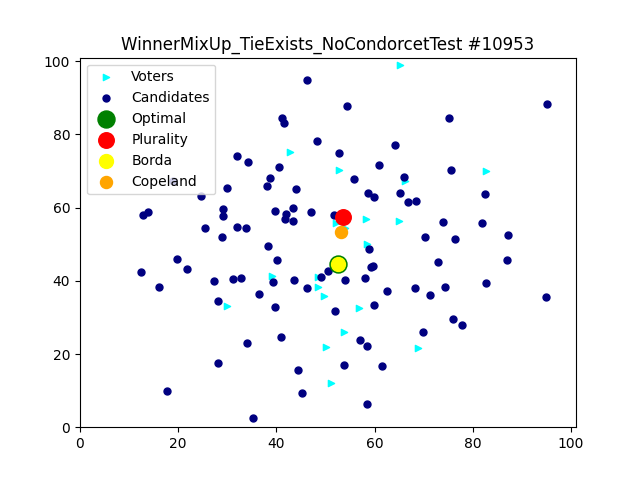 WinnerMixUp_TieExists_NoCondorcetTest #10953
Voters
Candidates
Optimal
Plurality
Borda
Copeland
100
80
60
40
20
0
0 20 40 60 80 100